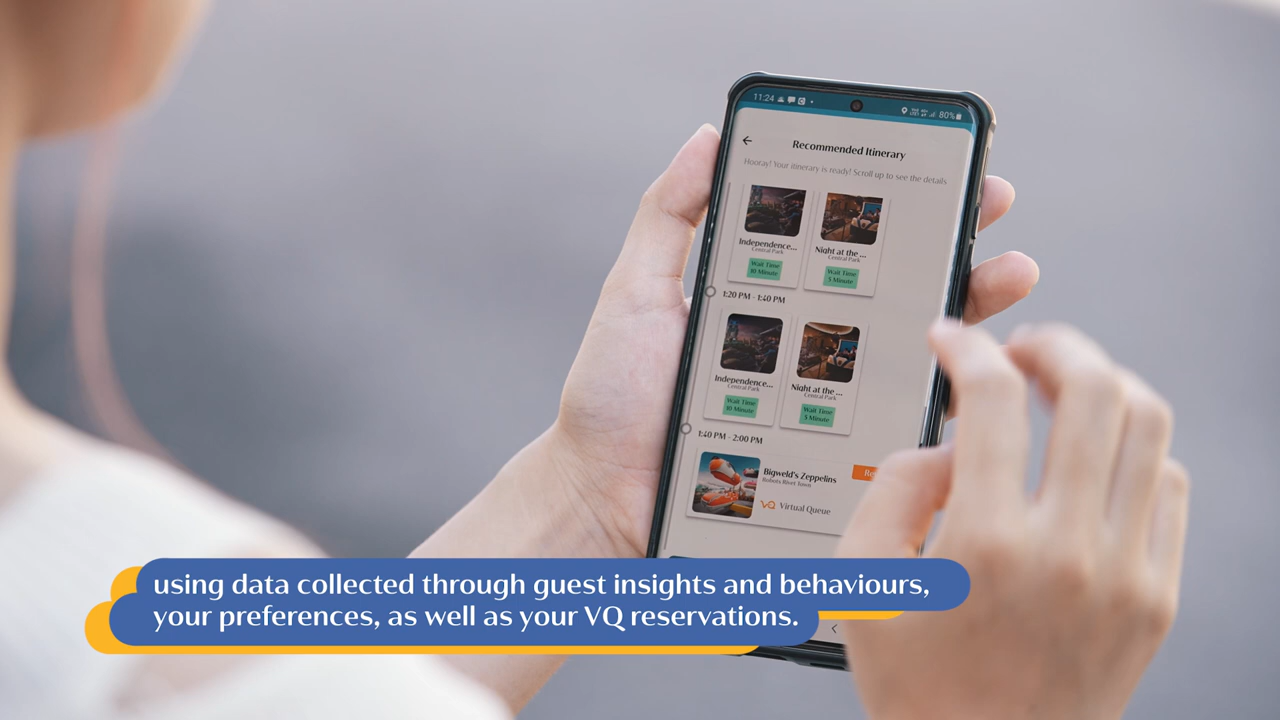 11:24
80%
Recommended Itinerary
Hooray! Your itinerary is ready! Scroll up to see the details
Independence...
Central Park
Wait Time
10 Minute
Night at the ...
Central Park
Wait Time
5 Minute
1:20 PM - 1:40 PM
Independence...
Central Park
Wait Time
10 Minute
Night at the ...
Central Park
Wait Time
5 Minute
1:40 PM - 2:00 PM
Bigweld's Zeppelins
Robots Rivet Town
VQ Virtual Queue
using data collected through guest insights and behaviours,
your preferences, as well as your VQ reservations.